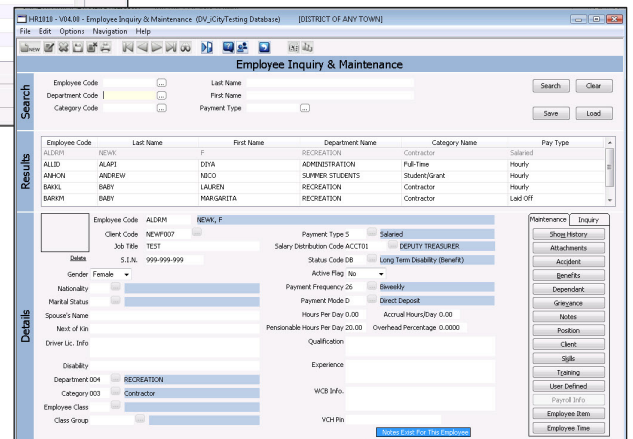 HR1010 - V04.00 - Employee Inquiry & Maintenance (DV_iCityTesting Database) [DISTRICT OF ANY TOWN]
File Edit Options Navigation Help
Employee Inquiry & Maintenance
Search
Employee Code ... Last Name
Department Code ... First Name
Category Code ... Payment Type ...
Search Clear
Save Load
Results
Employee Code Last Name First Name Department Name Category Name Pay Type
ALDRM NEWK F RECREATION Contractor Salaried
ALLID ALAPI DIYA ADMINISTRATION Full-Time Hourly
ANHON ANDREW NICO SUMMER STUDENTS Student/Grant Hourly
BAKKL BABY LAUREN RECREATION Contractor Hourly
BARKM BABY MARGARITA RECREATION Contractor Laid Off
Details
Employee Code ALDRM NEWK, F
Client Code NEWF007 Payment Type S Salaried
Job Title TEST Salary Distribution Code ACCT01 DEPUTY TREASURER
Delete S.I.N. 999-999-999 Status Code DB Long Term Disability (Benefit)
Gender Female Active Flag No
Nationality Payment Frequency 26 Biweekly
Marital Status Payment Mode D Direct Deposit
Spouse's Name Hours Per Day 0.00 Accrual Hours/Day 0.00
Next of Kin Pensionable Hours Per Day 20.00 Overhead Percentage 0.0000
Driver Lic. Info Qualification
Disability Experience
Department 004 RECREATION
Category 003 Contractor WCB Info.
Employee Class
Class Group VCH Pin
Notes Exist For This Employee
Maintenance Inquiry
Show History
Attachments
Accident
Benefits
Dependant
Grievance
Notes
Position
Client
Skills
Training
User Defined
Payroll Info
Employee Item
Employee Time